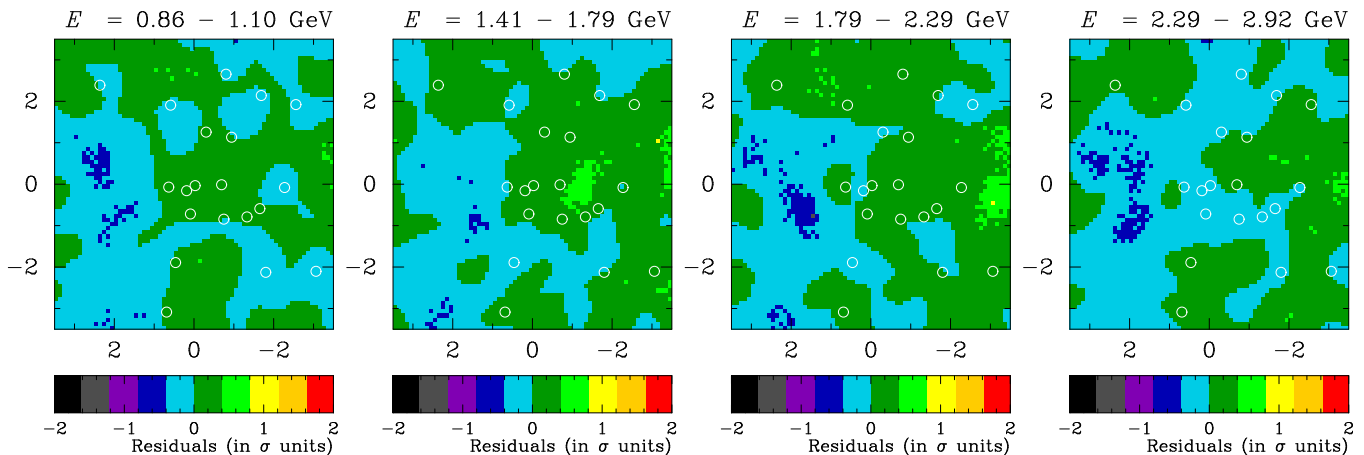 E = 0.86 − 1.10 GeV
E = 1.41 − 1.79 GeV
E = 1.79 − 2.29 GeV
E = 2.29 − 2.92 GeV
2
0
−2
2
0
−2
2
0
−2
2
0
−2
2 0 −2
2 0 −2
2 0 −2
2 0 −2
−2 −1 0 1 2
−2 −1 0 1 2
−2 −1 0 1 2
−2 −1 0 1 2
Residuals (in σ units)
Residuals (in σ units)
Residuals (in σ units)
Residuals (in σ units)